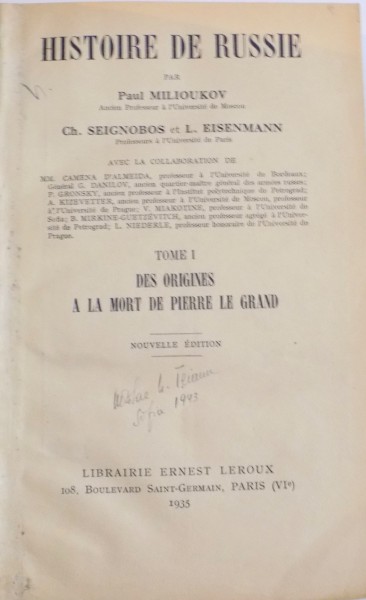 HISTOIRE DE RUSSIE
PAR
Paul MILIOUKOV
Ancien Professeur à l'Université de Moscou
Ch. SEIGNOBOS et L. EISENMANN
Professeurs à l'Université de Paris
AVEC LA COLLABORATION DE
MM. CAMENA D'ALMEIDA, professeur à l'Université de Bordeaux;
Général G. DANILOV, ancien quartier-maître général des armées russes;
P. GRONSKY, ancien professeur à l'Institut polytechnique de Petrograd;
A. KIZEVETTER, ancien professeur à l'Université de Moscou, professeur
à l'Université de Prague; V. MIAKOTINE, professeur à l'Université de
Sofia; B. MIRKINE-GUETZÉVITCH, ancien professeur agrégé à l'Univer-
sité de Petrograd; L. NIEDERLE, professeur honoraire de l'Université de
Prague.
TOME I
DES ORIGINES
A LA MORT DE PIERRE LE GRAND
NOUVELLE ÉDITION
1943
LIBRAIRIE ERNEST LEROUX
108, BOULEVARD SAINT-GERMAIN, PARIS (VIe)
1935